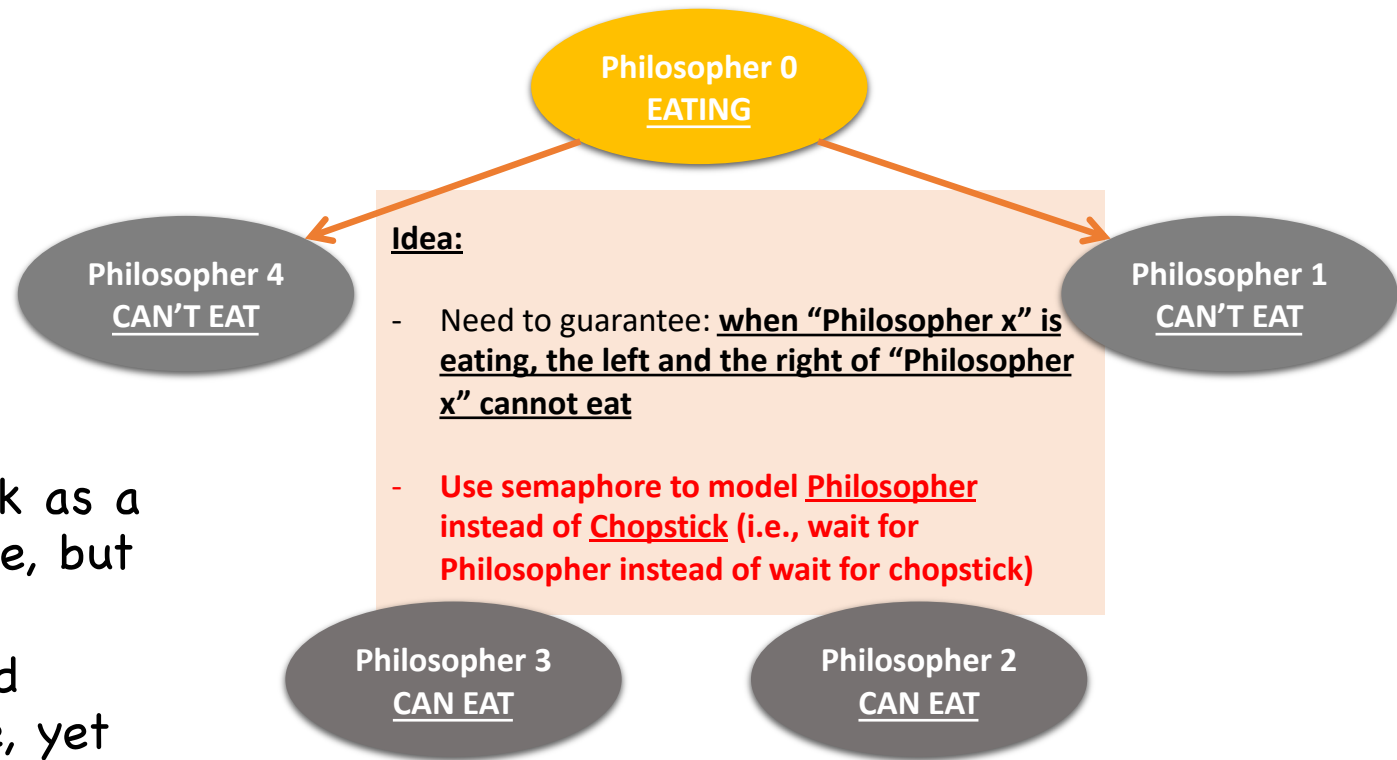 Philosopher 0
EATING
Philosopher 4
CAN'T EAT
Philosopher 1
CAN'T EAT
Idea:
- Need to guarantee: when “Philosopher x” is
eating, the left and the right of “Philosopher
x” cannot eat
- Use semaphore to model Philosopher
instead of Chopstick (i.e., wait for
Philosopher instead of wait for chopstick)
as a
but
yet
Philosopher 3
CAN EAT
Philosopher 2
CAN EAT